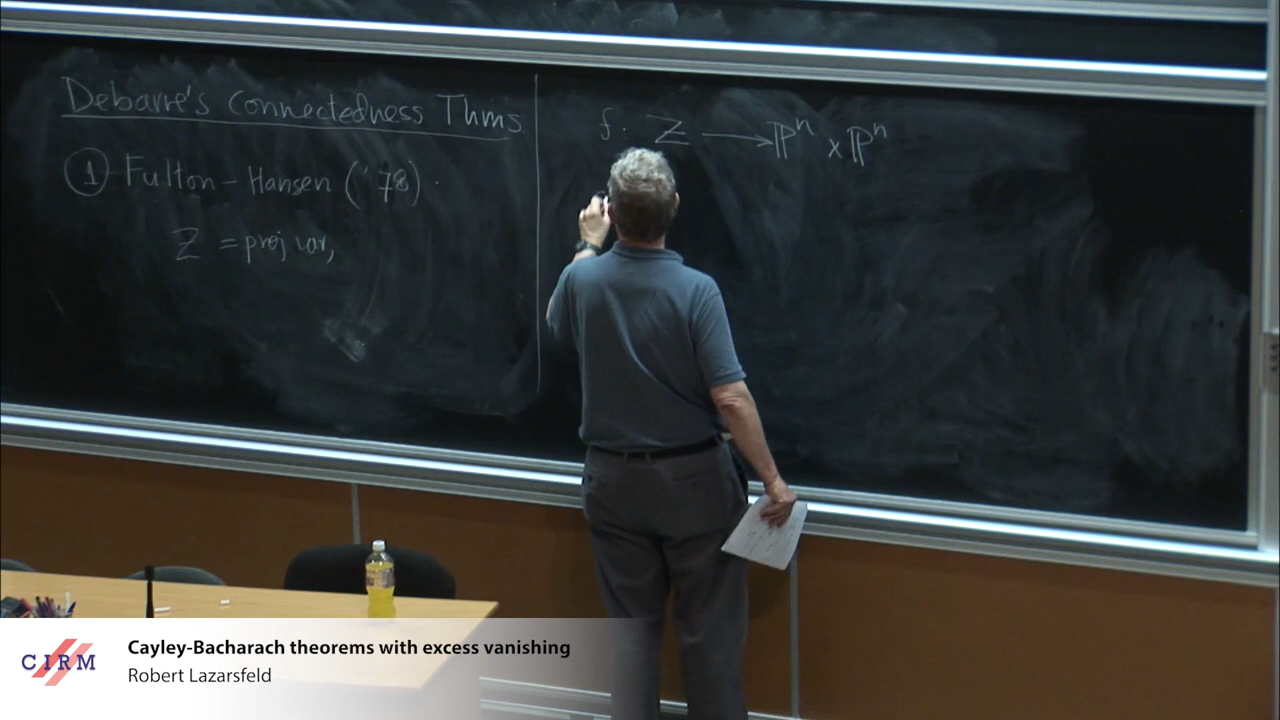 Debarre's Connectedness Thms
① Fulton-Hansen ('78).
Z = proj var,
f: Z → ℙⁿ × ℙⁿ
CIRM
Cayley-Bacharach theorems with excess vanishing
Robert Lazarsfeld